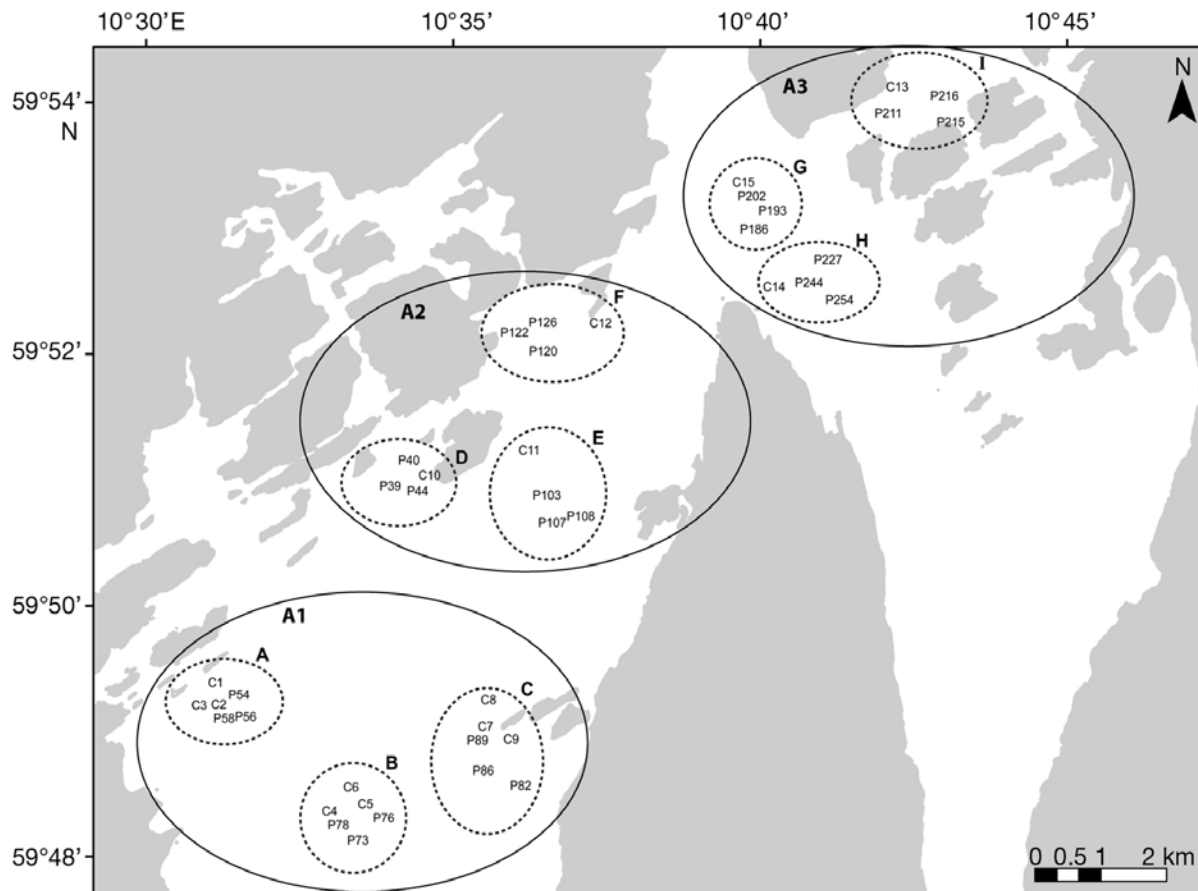 10°30'E 10°35' 10°40' 10°45'
59°54'
N
59°52'
59°50'
59°48'
N
A3
I
C13
P216
P211
P215
G
C15
P202
P193
P186
H
P227
C14 P244
P254
A2
F
P126 C12
P122
P120
D
P40
C10
P39 P44
E
C11
P103
P107 P108
A1
A
C1
P54
C3 C2
P58 P56
B
C6
C5
C4
P76
P78
P73
C
C8
C7
P89 C9
P86
P82
0 0.5 1 2 km